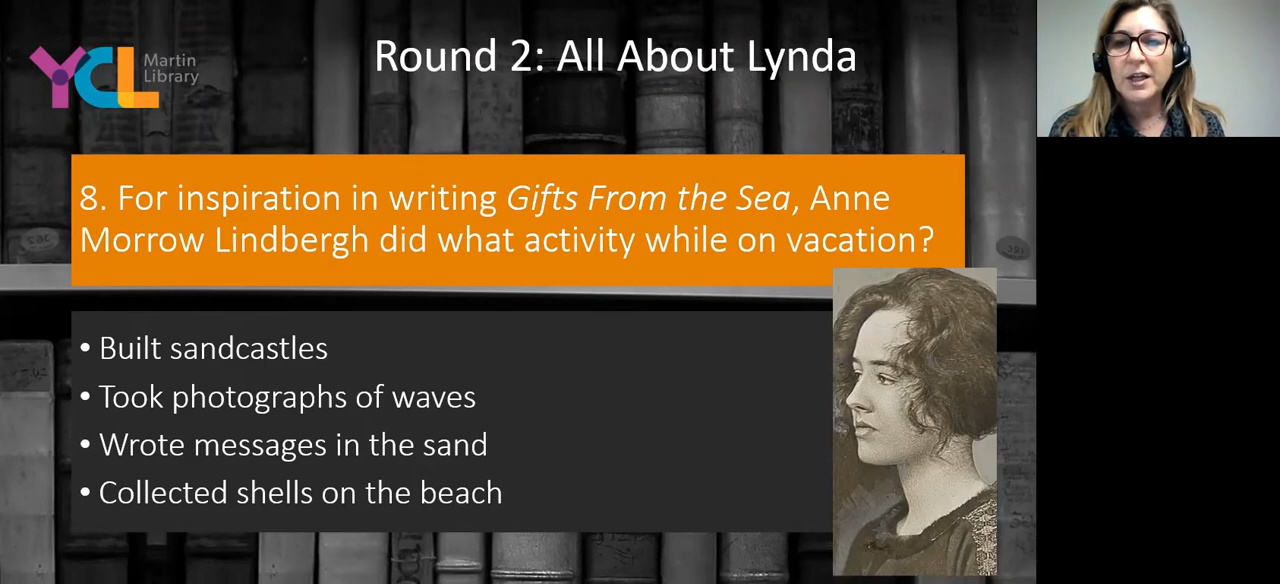 YCL Martin
Library
Round 2: All About Lynda
8. For inspiration in writing Gifts From the Sea, Anne
Morrow Lindbergh did what activity while on vacation?
• Built sandcastles
• Took photographs of waves
• Wrote messages in the sand
• Collected shells on the beach
391